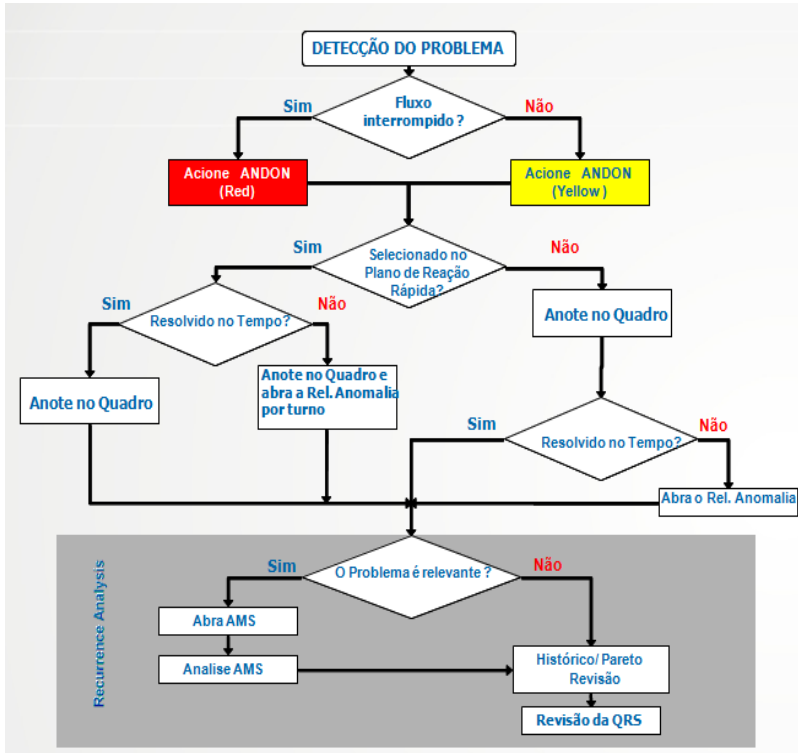 DETECÇÃO DO PROBLEMA
Sim
Fluxo
interrompido ?
Não
Acione ANDON
(Red)
Acione ANDON
(Yellow )
Sim
Selecionado no
Plano de Reação
Rápida?
Não
Sim
Resolvido no Tempo?
Não
Anote no Quadro
Anote no Quadro
Anote no Quadro e
abra a Rel. Anomalia
por turno
Sim
Resolvido no Tempo?
Não
Abra o Rel. Anomalia
Recurrence Analysis
Sim
O Problema é relevante ?
Não
Abra AMS
Analise AMS
Histórico/ Pareto
Revisão
Revisão da QRS